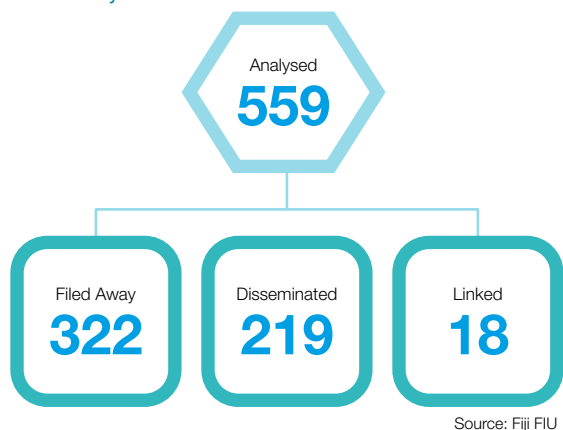 Analysed
559
Filed Away
322
Disseminated
219
Linked
18
Source: Fiji FIU